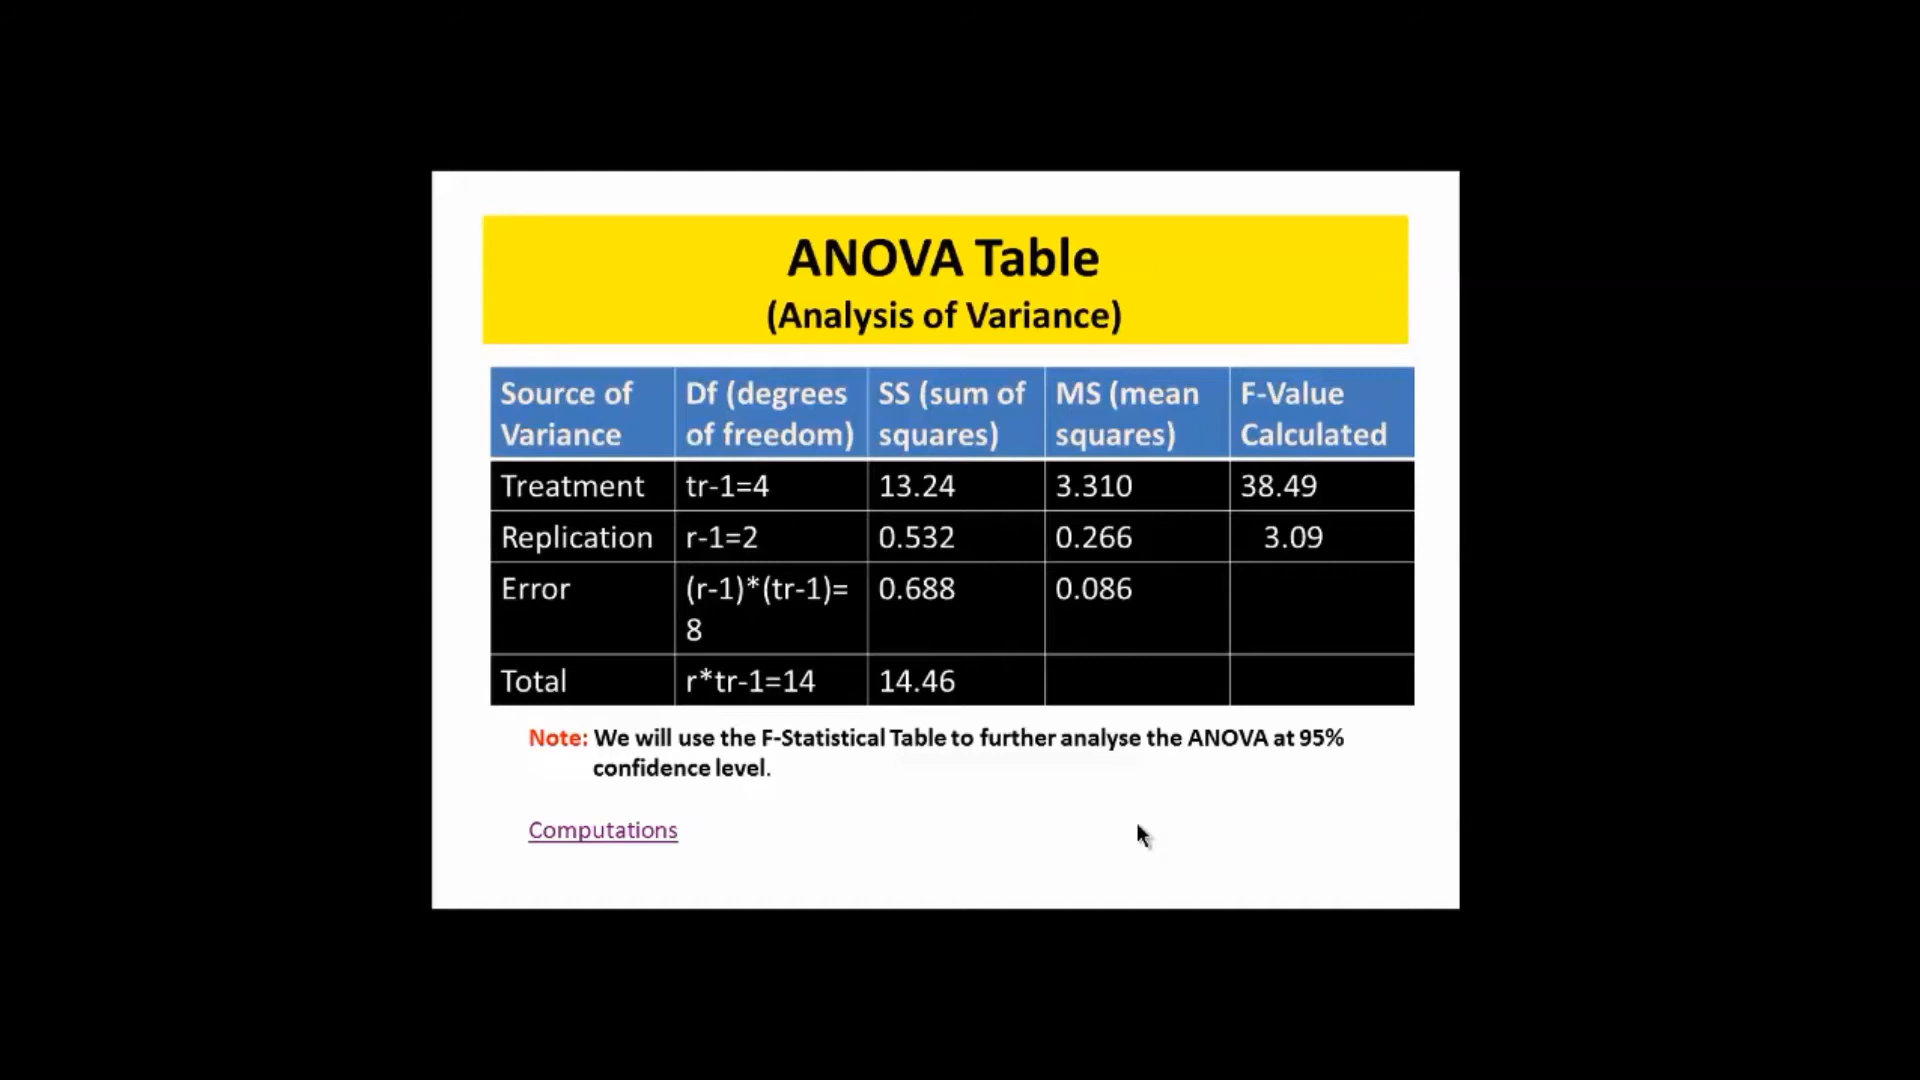 ANOVA Table
(Analysis of Variance)
Source of Variance Df (degrees of freedom) SS (sum of squares) MS (mean squares) F-Value Calculated
Treatment tr-1=4 13.24 3.310 38.49
Replication r-1=2 0.532 0.266 3.09
Error (r-1)*(tr-1)= 8 0.688 0.086
Total r*tr-1=14 14.46
Note: We will use the F-Statistical Table to further analyse the ANOVA at 95%
confidence level.
Computations